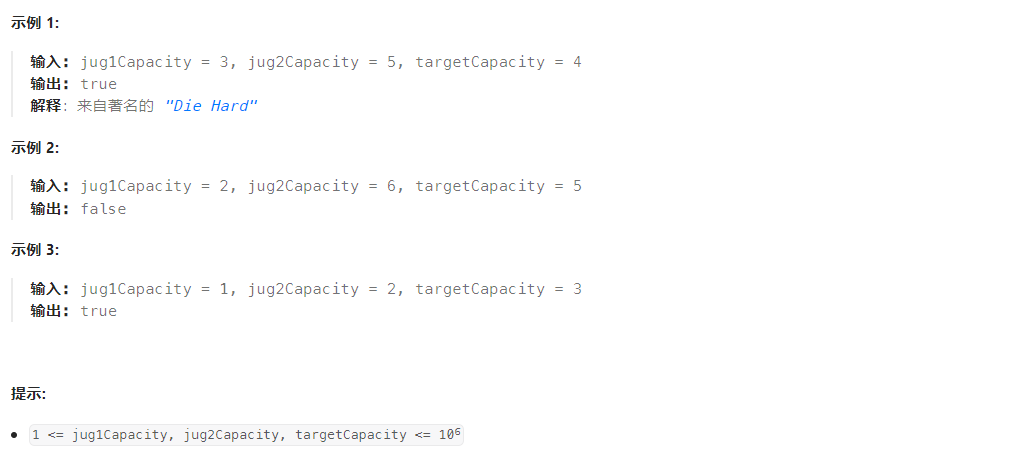 示例 1:
输入: jug1Capacity = 3, jug2Capacity = 5, targetCapacity = 4
输出: true
解释: 来自著名的 "Die Hard"
示例 2:
输入: jug1Capacity = 2, jug2Capacity = 6, targetCapacity = 5
输出: false
示例 3:
输入: jug1Capacity = 1, jug2Capacity = 2, targetCapacity = 3
输出: true
提示:
• 1 <= jug1Capacity, jug2Capacity, targetCapacity <= 10⁶